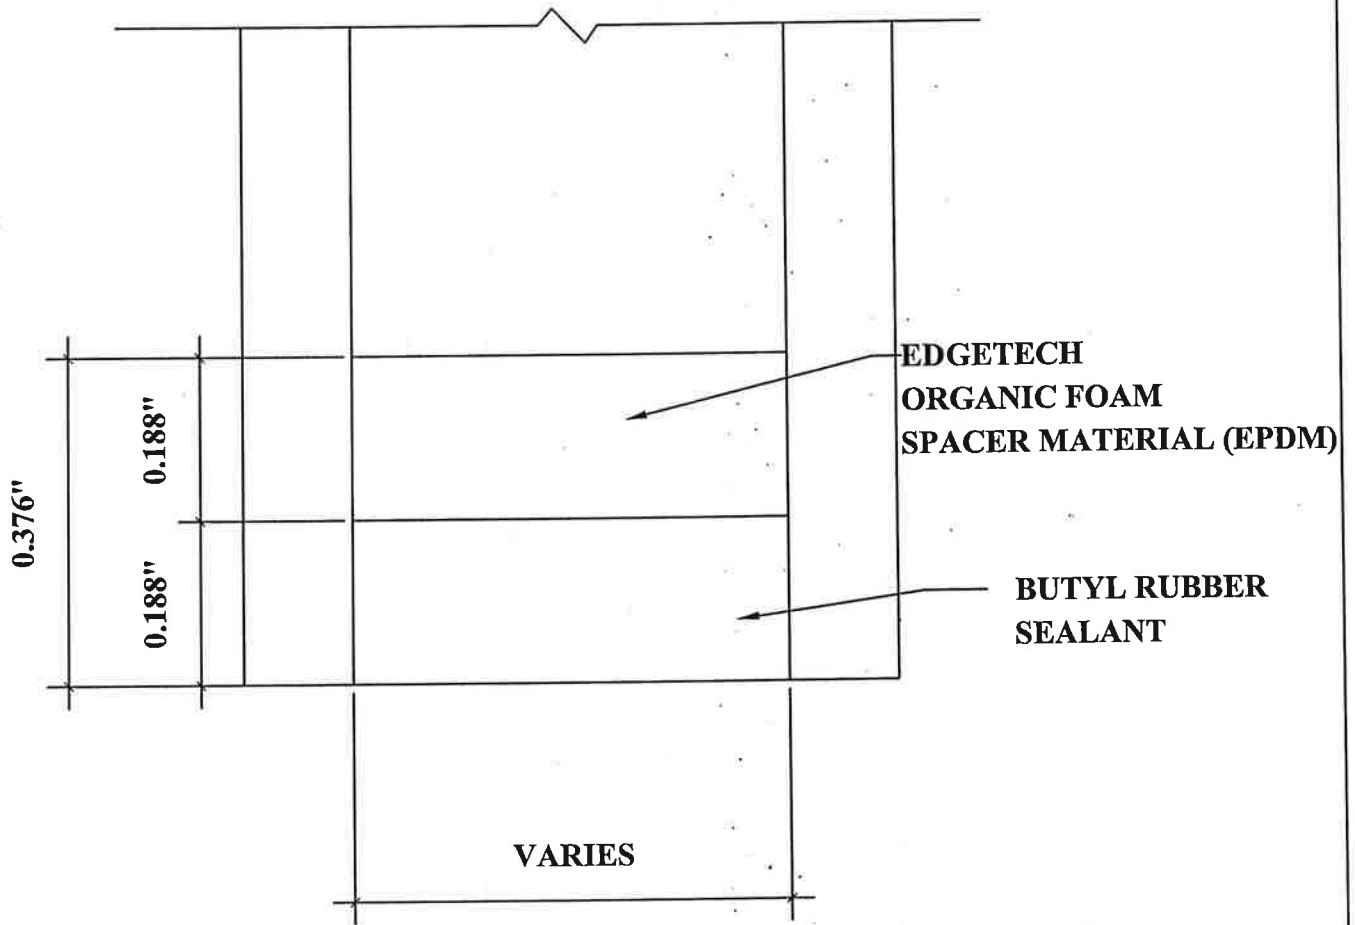 EDGETECH
ORGANIC FOAM
SPACER MATERIAL (EPDM)
0.188"
0.376"
0.188"
BUTYL RUBBER
SEALANT
VARIES